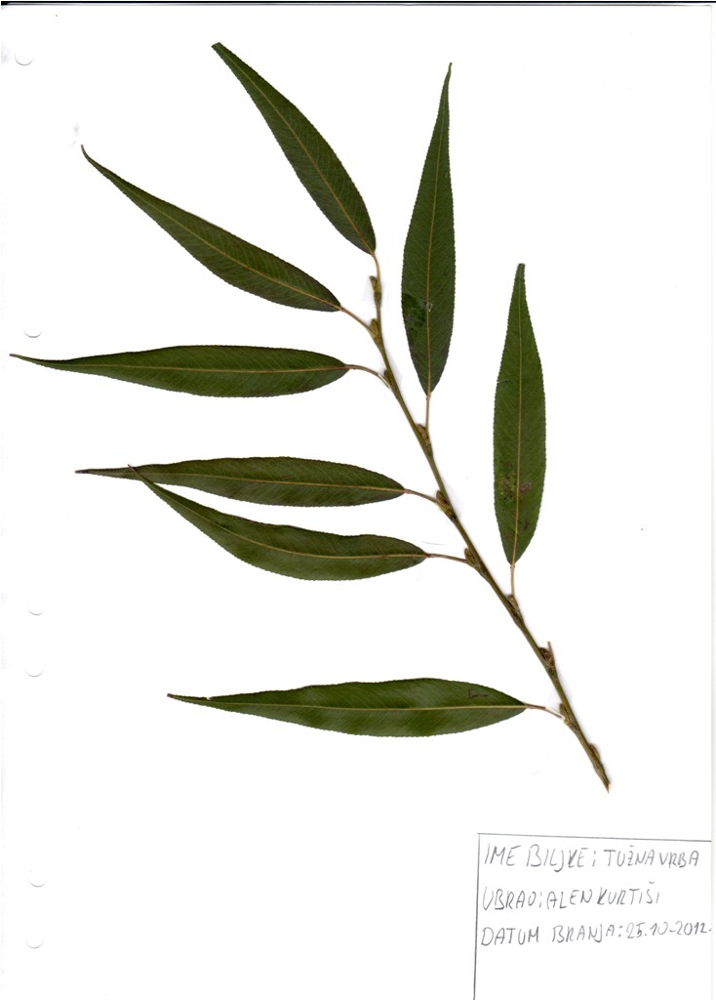 IME BILJKE: TUŽNA VRBA
UBRAO: ALEN KURTIŠI
DATUM BRANJA: 25.10-2012.